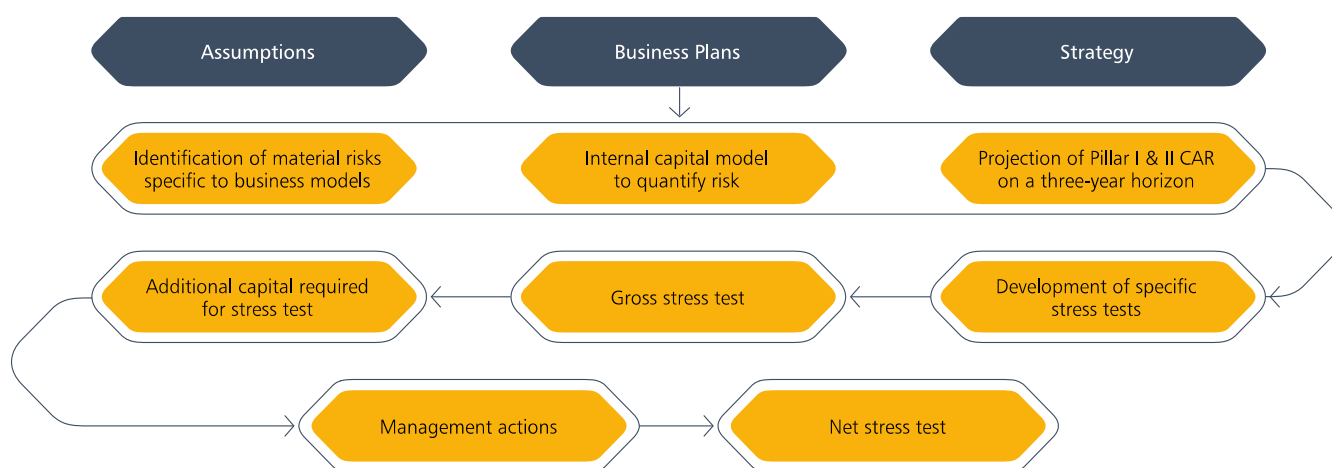 Assumptions
Business Plans
Strategy
Identification of material risks
specific to business models
Internal capital model
to quantify risk
Projection of Pillar I & II CAR
on a three-year horizon
Additional capital required
for stress test
Gross stress test
Development of specific
stress tests
Management actions
Net stress test